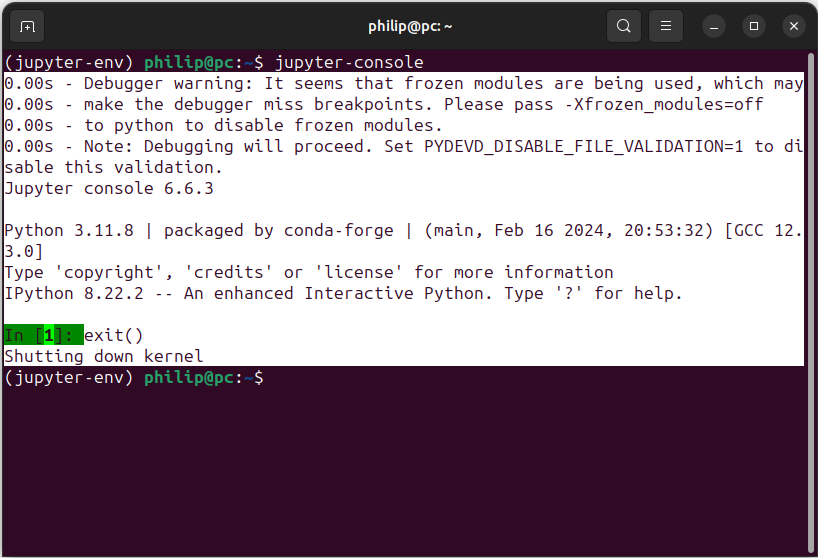 philip@pc: ~
(jupyter-env) philip@pc:~$ jupyter-console
0.00s - Debugger warning: It seems that frozen modules are being used, which may
0.00s - make the debugger miss breakpoints. Please pass -Xfrozen_modules=off
0.00s - to python to disable frozen modules.
0.00s - Note: Debugging will proceed. Set PYDEVD_DISABLE_FILE_VALIDATION=1 to di
sable this validation.
Jupyter console 6.6.3
Python 3.11.8 | packaged by conda-forge | (main, Feb 16 2024, 20:53:32) [GCC 12.
3.0]
Type 'copyright', 'credits' or 'license' for more information
IPython 8.22.2 -- An enhanced Interactive Python. Type '?' for help.
In [1]: exit()
Shutting down kernel
(jupyter-env) philip@pc:~$